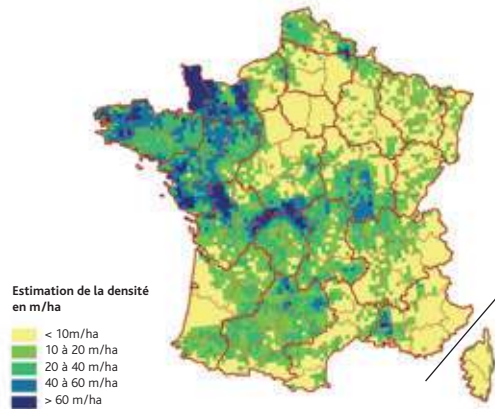 Estimation de la densité
en m/ha
< 10m/ha
10 à 20 m/ha
20 à 40 m/ha
40 à 60 m/ha
> 60 m/ha